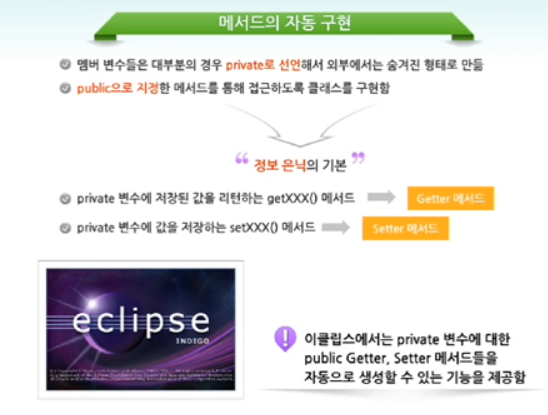 메서드의 자동 구현
멤버 변수들은 대부분의 경우 private로 선언해서 외부에서는 숨겨진 형태로 만듦
public으로 지정한 메서드를 통해 접근하도록 클래스를 구현함
“ 정보 은닉의 기본 ”
private 변수에 저장된 값을 리턴하는 getXXX() 메서드 Getter 메서드
private 변수에 값을 저장하는 setXXX() 메서드 Setter 메서드
eclipse
INDIGO
이클립스에서는 private 변수에 대한
public Getter, Setter 메서드들을
자동으로 생성할 수 있는 기능을 제공함